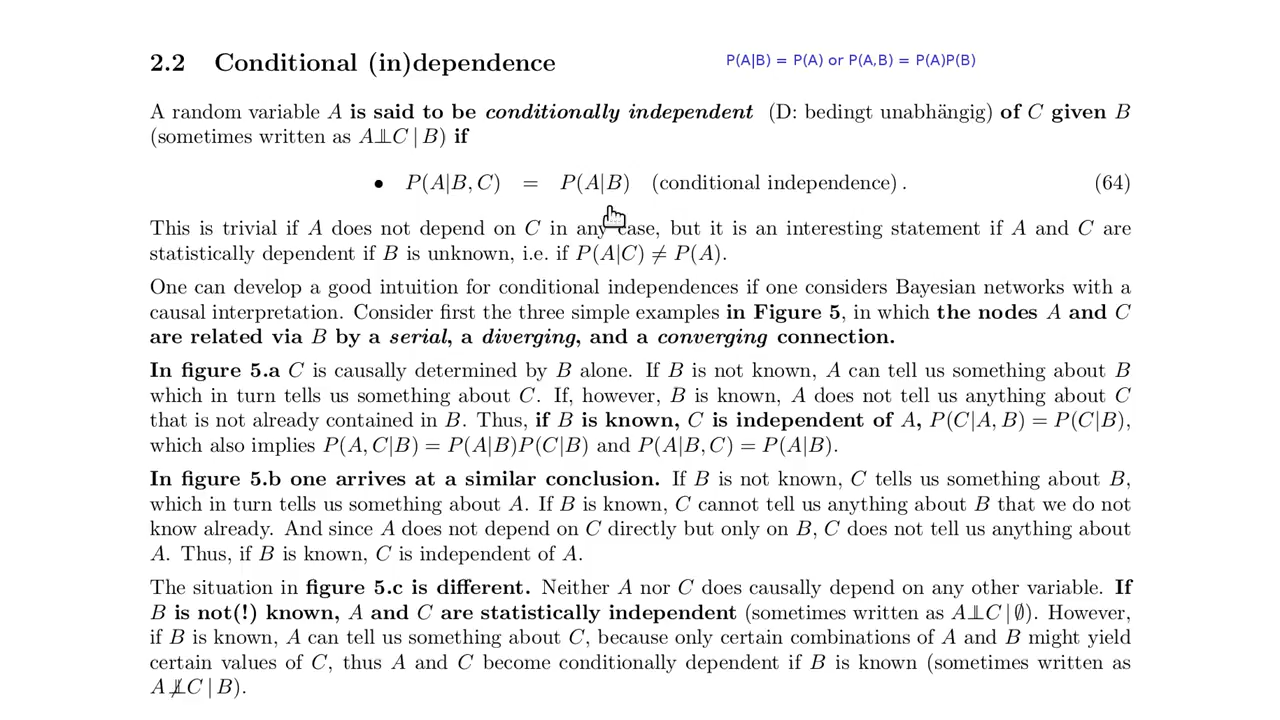 2.2 Conditional (in)dependence
P(A|B) = P(A) or P(A,B) = P(A)P(B)
A random variable A is said to be conditionally independent (D: bedingt unabhängig) of C given B
(sometimes written as A⫫C | B) if
• P(A|B, C) = P(A|B) (conditional independence) . (64)
This is trivial if A does not depend on C in any case, but it is an interesting statement if A and C are
statistically dependent if B is unknown, i.e. if P(A|C) ≠ P(A).
One can develop a good intuition for conditional independences if one considers Bayesian networks with a
causal interpretation. Consider first the three simple examples in Figure 5, in which the nodes A and C
are related via B by a serial, a diverging, and a converging connection.
In figure 5.a C is causally determined by B alone. If B is not known, A can tell us something about B
which in turn tells us something about C. If, however, B is known, A does not tell us anything about C
that is not already contained in B. Thus, if B is known, C is independent of A, P(C|A, B) = P(C|B),
which also implies P(A, C|B) = P(A|B)P(C|B) and P(A|B, C) = P(A|B).
In figure 5.b one arrives at a similar conclusion. If B is not known, C tells us something about B,
which in turn tells us something about A. If B is known, C cannot tell us anything about B that we do not
know already. And since A does not depend on C directly but only on B, C does not tell us anything about
A. Thus, if B is known, C is independent of A.
The situation in figure 5.c is different. Neither A nor C does causally depend on any other variable. If
B is not(!) known, A and C are statistically independent (sometimes written as A⫫C | ∅). However,
if B is known, A can tell us something about C, because only certain combinations of A and B might yield
certain values of C, thus A and C become conditionally dependent if B is known (sometimes written as
A⫫̸C | B).